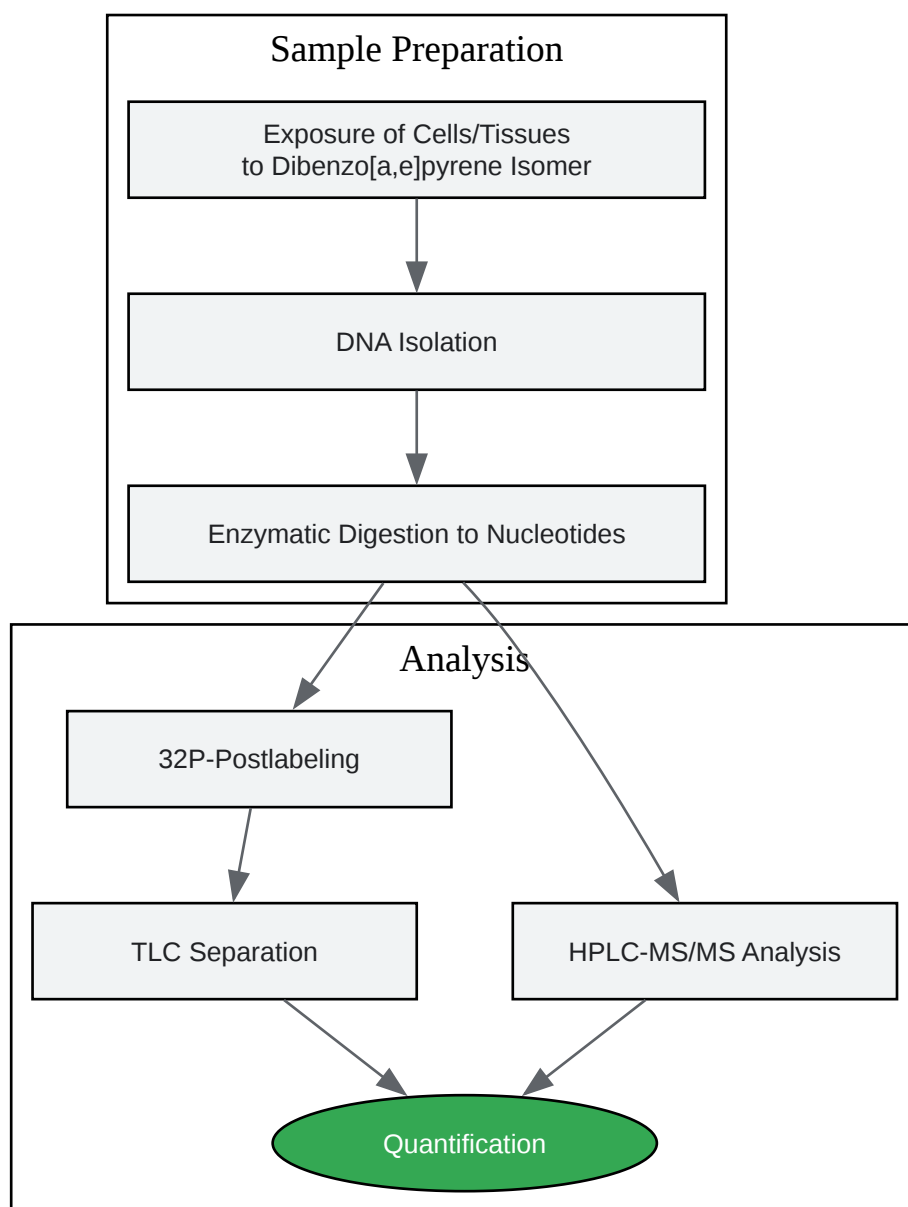 Sample Preparation
Exposure of Cells/Tissues
to Dibenzo[a,e]pyrene Isomer
DNA Isolation
Enzymatic Digestion to Nucleotides
Analysis
32P-Postlabeling
TLC Separation
HPLC-MS/MS Analysis
Quantification